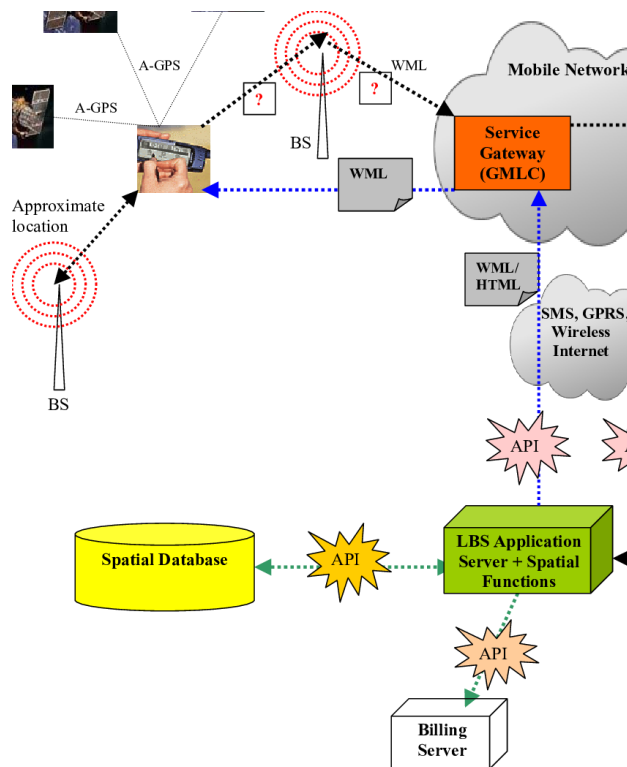 A-GPS
WML
Mobile Network
A-GPS
?
?
Service
Gateway
(GMLC)
BS
WML
Approximate
location
WML/
HTML
SMS, GPRS,
Wireless
Internet
BS
API
Spatial Database
API
LBS Application
Server + Spatial
Functions
API
Billing
Server